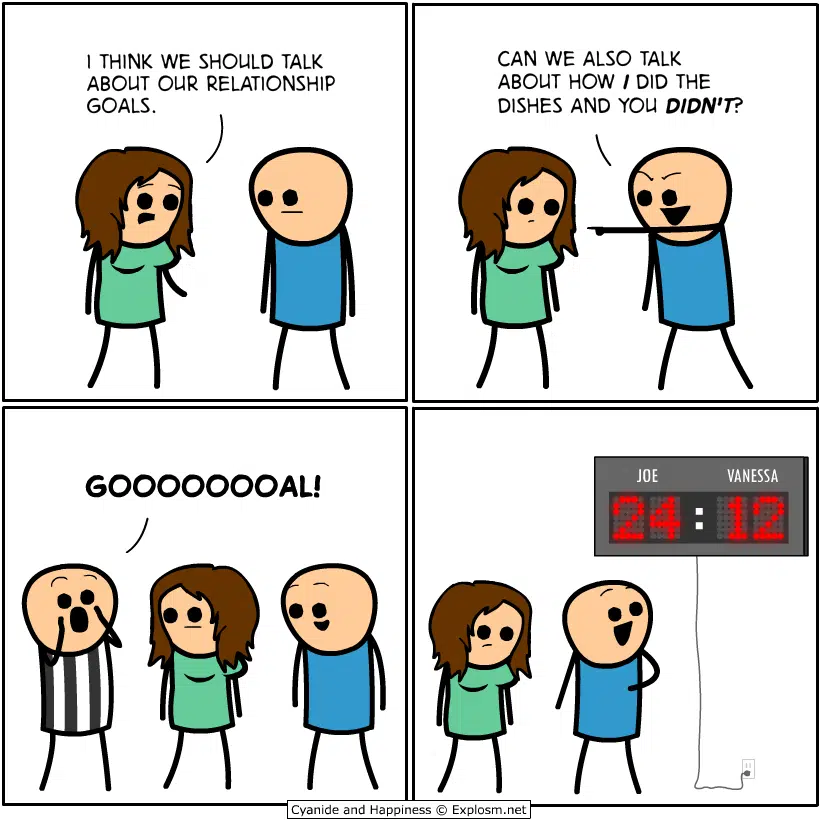 I THINK WE SHOULD TALK
ABOUT OUR RELATIONSHIP
GOALS.
CAN WE ALSO TALK
ABOUT HOW I DID THE
DISHES AND YOU DIDN'T?
GOOOOOOOAL!
JOE VANESSA
24:12
Cyanide and Happiness © Explosm.net